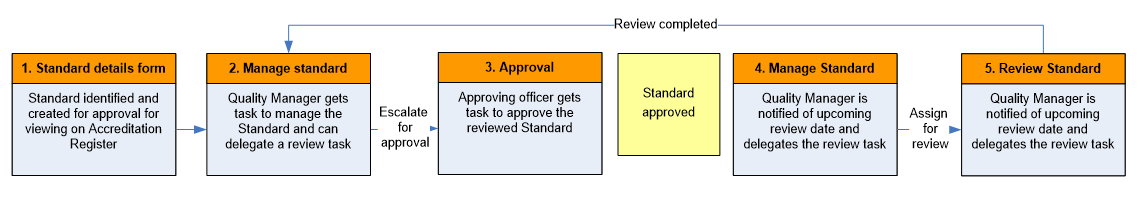 Review completed
1. Standard details form
Standard identified and
created for approval for
viewing on Accreditation
Register
2. Manage standard
Quality Manager gets
task to manage the
Standard and can
delegate a review task
Escalate
for
approval
3. Approval
Approving officer gets
task to approve the
reviewed Standard
Standard
approved
4. Manage Standard
Quality Manager is
notified of upcoming
review date and
delegates the review task
Assign
for
review
5. Review Standard
Quality Manager is
notified of upcoming
review date and
delegates the review task